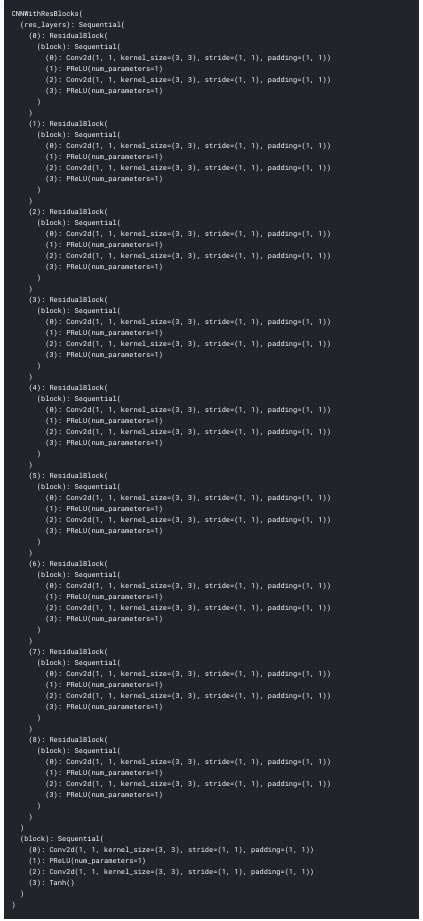 CNNWithResBlocks(
  (res_layers): Sequential(
    (0): ResidualBlock(
      (block): Sequential(
        (0): Conv2d(1, 1, kernel_size=(3, 3), stride=(1, 1), padding=(1, 1))
        (1): PReLU(num_parameters=1)
        (2): Conv2d(1, 1, kernel_size=(3, 3), stride=(1, 1), padding=(1, 1))
        (3): PReLU(num_parameters=1)
      )
    )
    (1): ResidualBlock(
      (block): Sequential(
        (0): Conv2d(1, 1, kernel_size=(3, 3), stride=(1, 1), padding=(1, 1))
        (1): PReLU(num_parameters=1)
        (2): Conv2d(1, 1, kernel_size=(3, 3), stride=(1, 1), padding=(1, 1))
        (3): PReLU(num_parameters=1)
      )
    )
    (2): ResidualBlock(
      (block): Sequential(
        (0): Conv2d(1, 1, kernel_size=(3, 3), stride=(1, 1), padding=(1, 1))
        (1): PReLU(num_parameters=1)
        (2): Conv2d(1, 1, kernel_size=(3, 3), stride=(1, 1), padding=(1, 1))
        (3): PReLU(num_parameters=1)
      )
    )
    (3): ResidualBlock(
      (block): Sequential(
        (0): Conv2d(1, 1, kernel_size=(3, 3), stride=(1, 1), padding=(1, 1))
        (1): PReLU(num_parameters=1)
        (2): Conv2d(1, 1, kernel_size=(3, 3), stride=(1, 1), padding=(1, 1))
        (3): PReLU(num_parameters=1)
      )
    )
    (4): ResidualBlock(
      (block): Sequential(
        (0): Conv2d(1, 1, kernel_size=(3, 3), stride=(1, 1), padding=(1, 1))
        (1): PReLU(num_parameters=1)
        (2): Conv2d(1, 1, kernel_size=(3, 3), stride=(1, 1), padding=(1, 1))
        (3): PReLU(num_parameters=1)
      )
    )
    (5): ResidualBlock(
      (block): Sequential(
        (0): Conv2d(1, 1, kernel_size=(3, 3), stride=(1, 1), padding=(1, 1))
        (1): PReLU(num_parameters=1)
        (2): Conv2d(1, 1, kernel_size=(3, 3), stride=(1, 1), padding=(1, 1))
        (3): PReLU(num_parameters=1)
      )
    )
    (6): ResidualBlock(
      (block): Sequential(
        (0): Conv2d(1, 1, kernel_size=(3, 3), stride=(1, 1), padding=(1, 1))
        (1): PReLU(num_parameters=1)
        (2): Conv2d(1, 1, kernel_size=(3, 3), stride=(1, 1), padding=(1, 1))
        (3): PReLU(num_parameters=1)
      )
    )
    (7): ResidualBlock(
      (block): Sequential(
        (0): Conv2d(1, 1, kernel_size=(3, 3), stride=(1, 1), padding=(1, 1))
        (1): PReLU(num_parameters=1)
        (2): Conv2d(1, 1, kernel_size=(3, 3), stride=(1, 1), padding=(1, 1))
        (3): PReLU(num_parameters=1)
      )
    )
    (8): ResidualBlock(
      (block): Sequential(
        (0): Conv2d(1, 1, kernel_size=(3, 3), stride=(1, 1), padding=(1, 1))
        (1): PReLU(num_parameters=1)
        (2): Conv2d(1, 1, kernel_size=(3, 3), stride=(1, 1), padding=(1, 1))
        (3): PReLU(num_parameters=1)
      )
    )
  )
  (block): Sequential(
    (0): Conv2d(1, 1, kernel_size=(3, 3), stride=(1, 1), padding=(1, 1))
    (1): PReLU(num_parameters=1)
    (2): Conv2d(1, 1, kernel_size=(3, 3), stride=(1, 1), padding=(1, 1))
    (3): Tanh()
  )
)